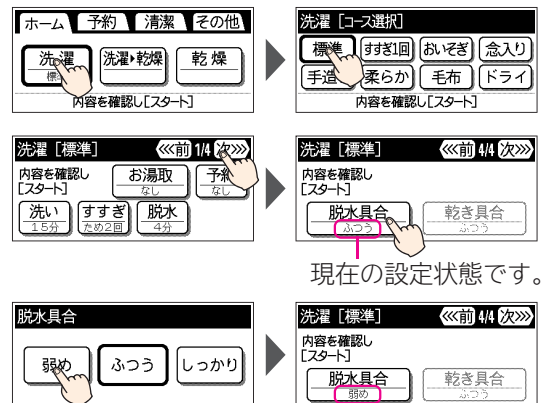 ホーム 予約 清潔 その他
洗濯 洗濯▶乾燥 乾燥
標
内容を確認し[スタート]
洗濯 [コース選択]
標準 すすぎ1回 おいそぎ 念入り
手造 柔らか 毛布 ドライ
内容を確認し[スタート]
洗濯 [標準] 前 1/4 次
内容を確認し
[スタート]
お湯取 なし
予約 なし
洗い 15分
すすぎ ため2回
脱水 4分
洗濯 [標準] 前 4/4 次
内容を確認し
[スタート]
脱水具合 乾き具合
ふつう ふつう
現在の設定状態です。
脱水具合
弱め ふつう しっかり
洗濯 [標準] 前 4/4 次
内容を確認し
[スタート]
脱水具合 乾き具合
弱め ふつう